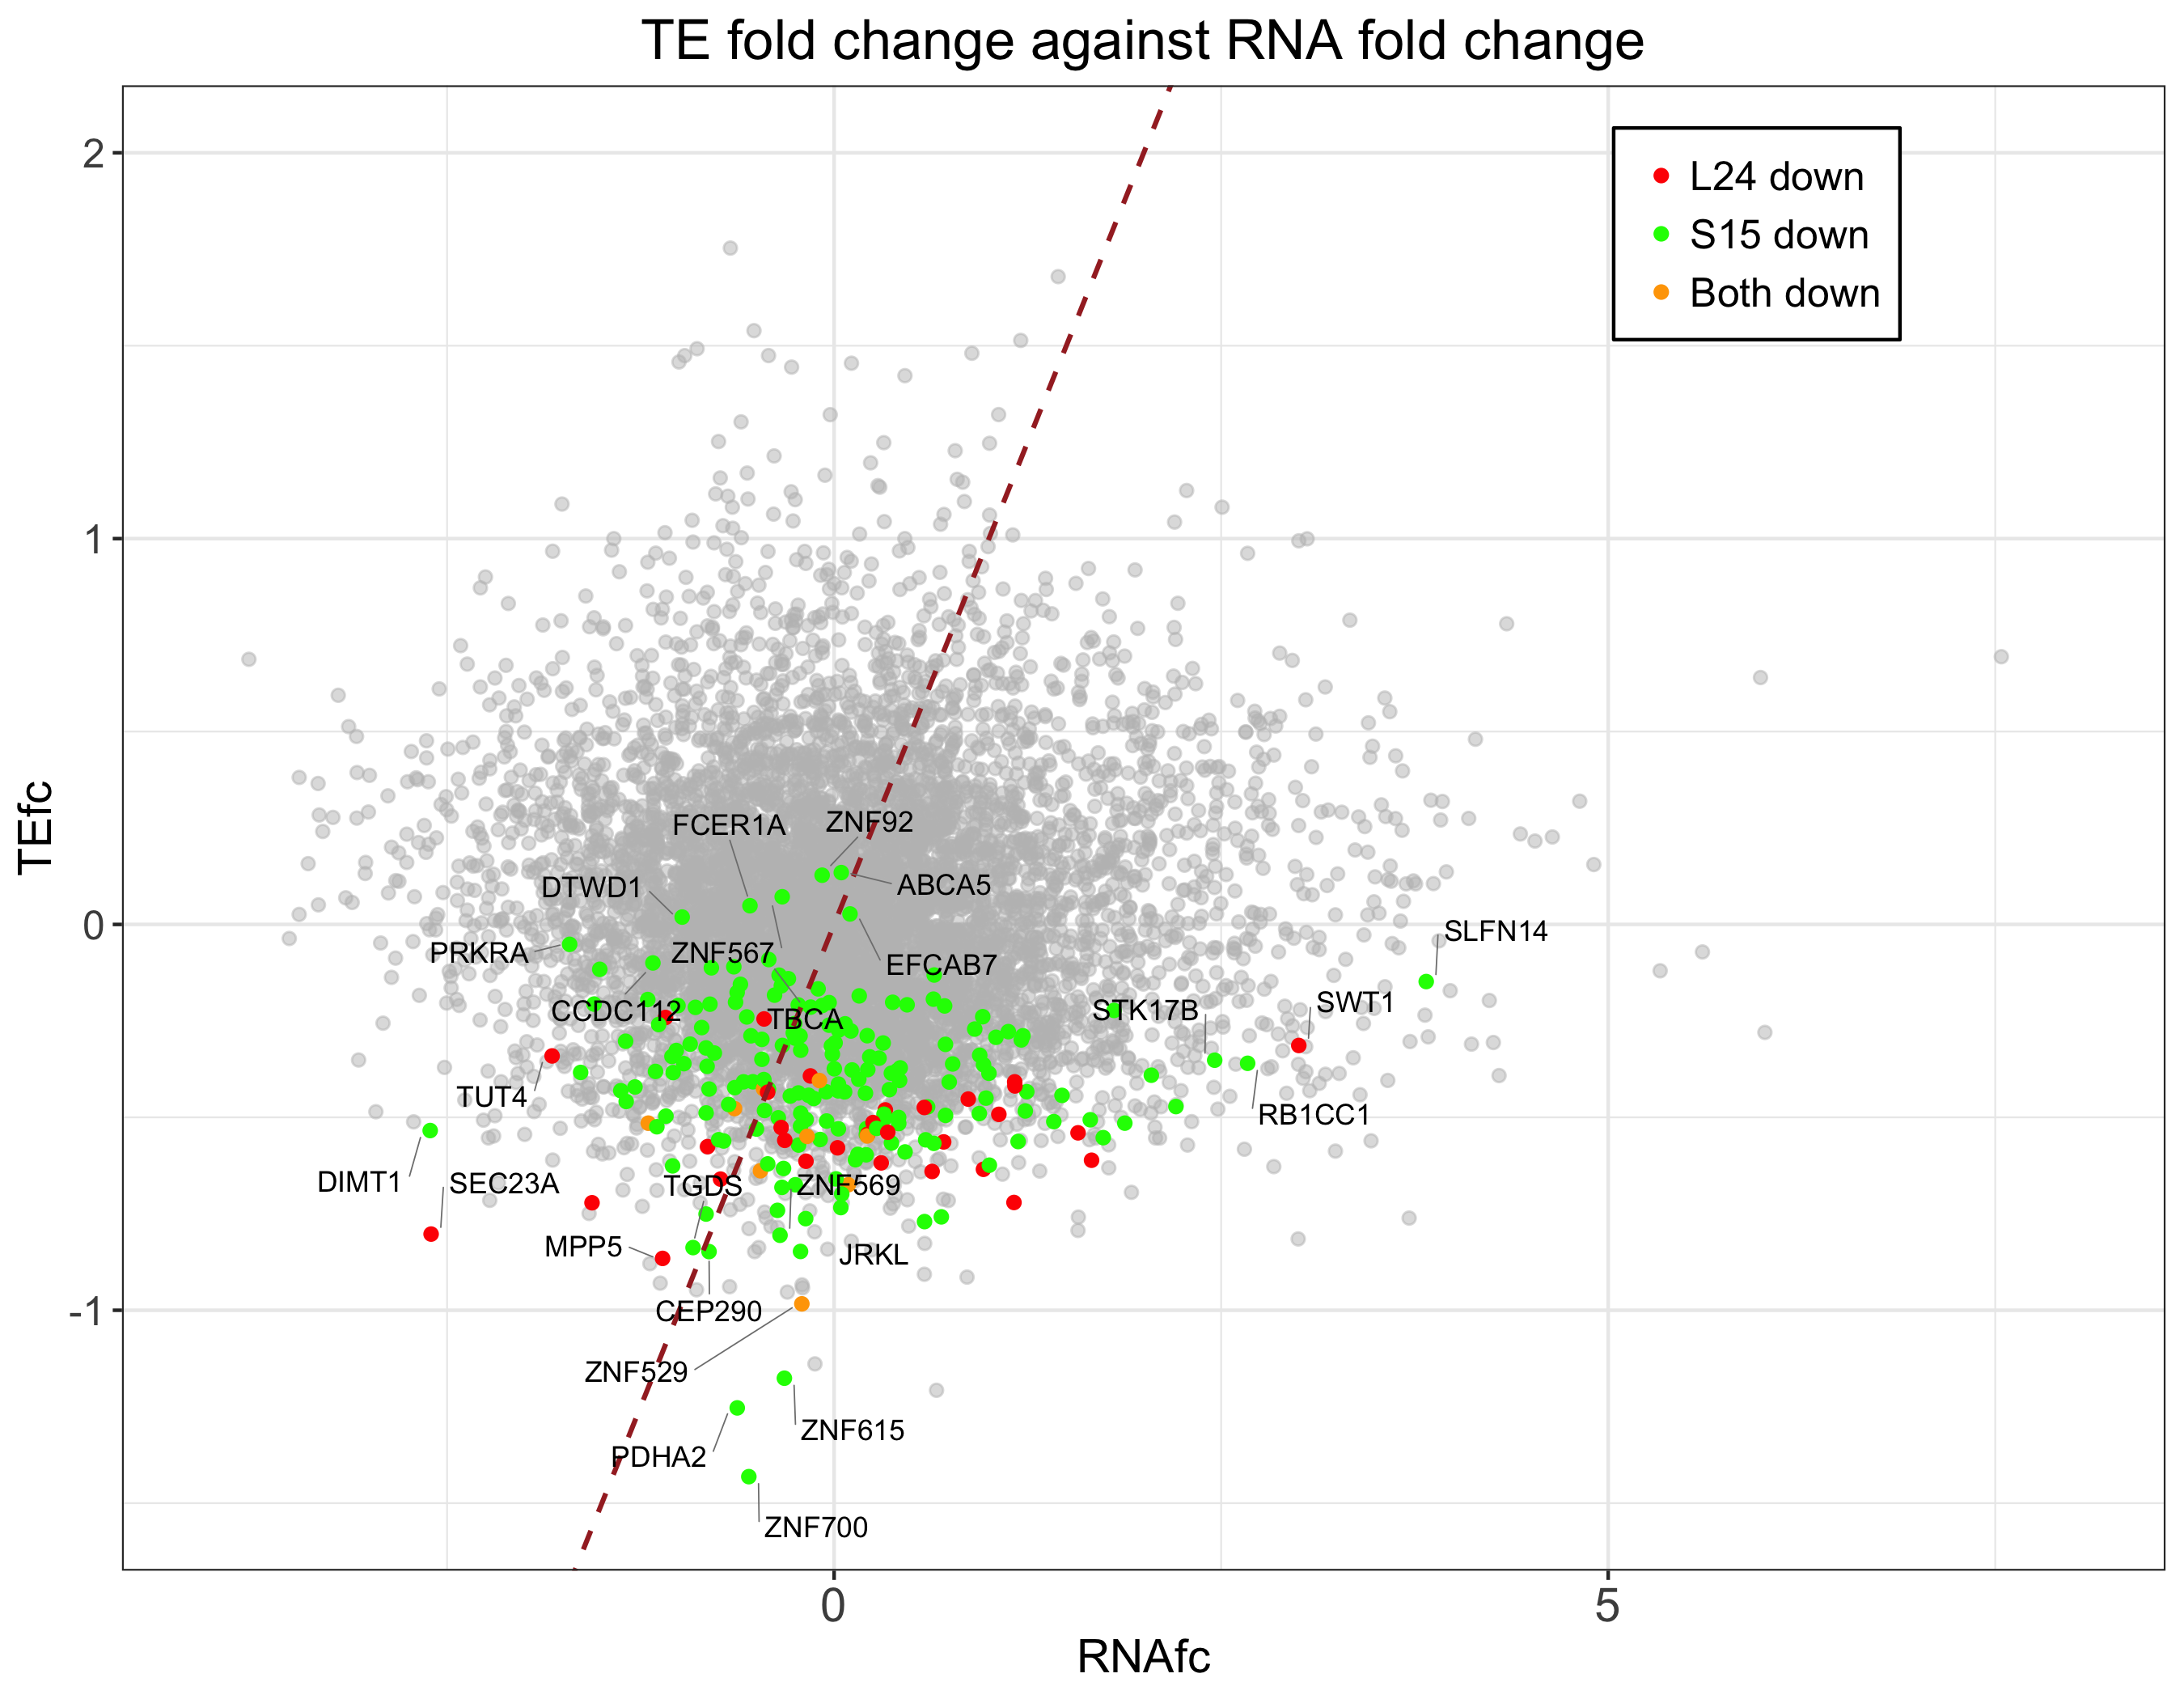 TE fold change against RNA fold change
L24 down
S15 down
Both down
2
1
0
-1
TEfc
FCER1A
ZNF92
DTWD1
ABCA5
PRKRA
ZNF567
EFCAB7
SLFN14
CCDC112
TBCA
STK17B
SWT1
TUT4
RB1CC1
DIMT1
SEC23A
TGDS
ZNF569
MPP5
JRKL
CEP290
ZNF529
ZNF615
PDHA2
ZNF700
0
5
RNAfc